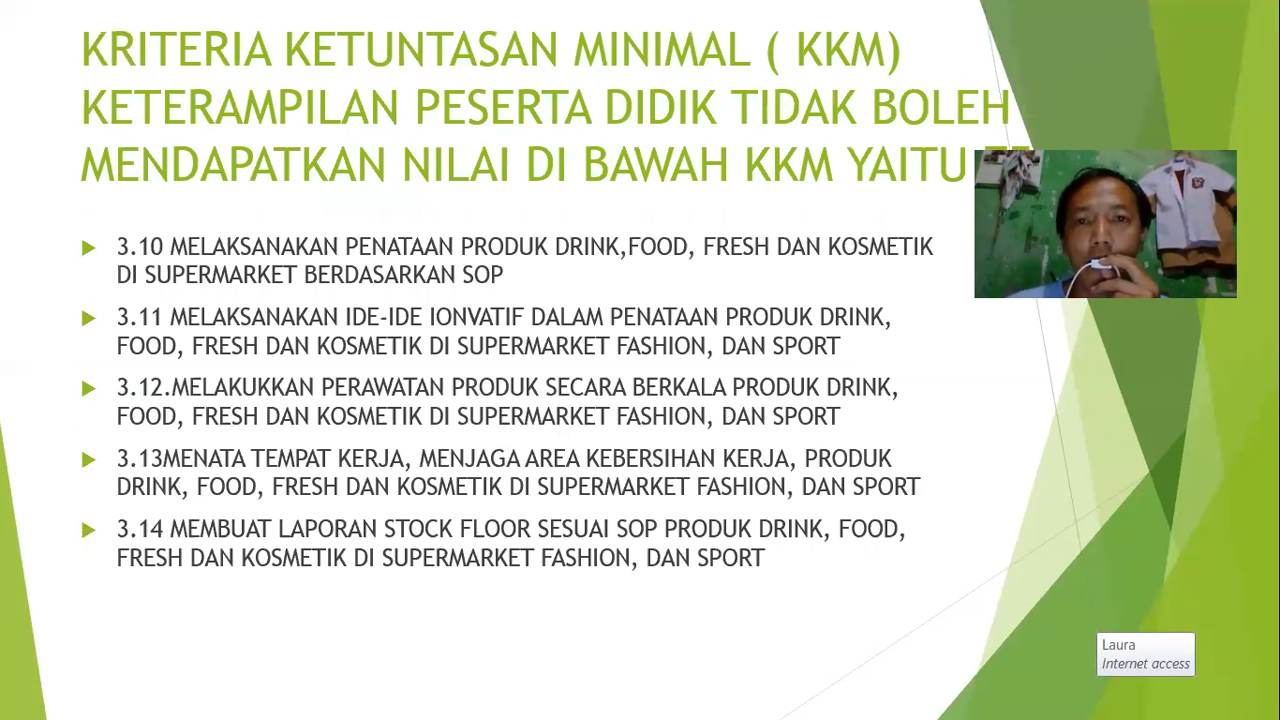 KRITERIA KETUNTASAN MINIMAL ( KKM)
KETERAMPILAN PESERTA DIDIK TIDAK BOLEH
MENDAPATKAN NILAI DI BAWAH KKM YAITU
3.10 MELAKSANAKAN PENATAAN PRODUK DRINK,FOOD, FRESH DAN KOSMETIK
DI SUPERMARKET BERDASARKAN SOP
3.11 MELAKSANAKAN IDE-IDE IONVATIF DALAM PENATAAN PRODUK DRINK,
FOOD, FRESH DAN KOSMETIK DI SUPERMARKET FASHION, DAN SPORT
3.12.MELAKUKKAN PERAWATAN PRODUK SECARA BERKALA PRODUK DRINK,
FOOD, FRESH DAN KOSMETIK DI SUPERMARKET FASHION, DAN SPORT
3.13MENATA TEMPAT KERJA, MENJAGA AREA KEBERSIHAN KERJA, PRODUK
DRINK, FOOD, FRESH DAN KOSMETIK DI SUPERMARKET FASHION, DAN SPORT
3.14 MEMBUAT LAPORAN STOCK FLOOR SESUAI SOP PRODUK DRINK, FOOD,
FRESH DAN KOSMETIK DI SUPERMARKET FASHION, DAN SPORT
Laura
Internet access